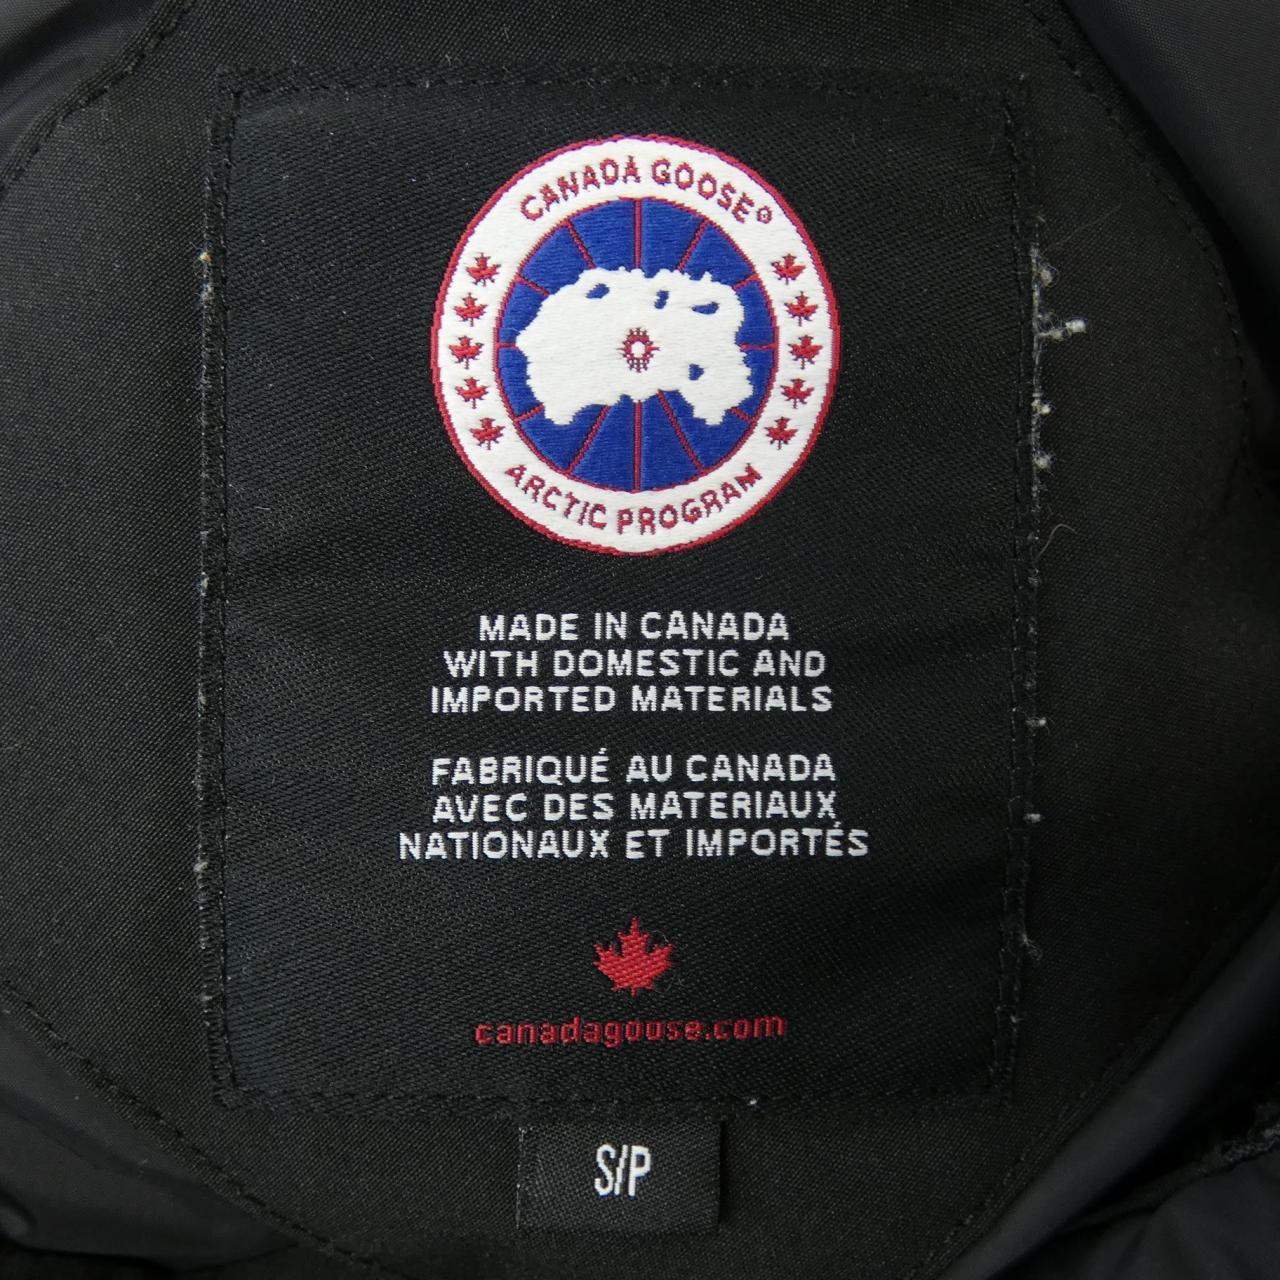 CANADA GOOSE®
ARCTIC PROGRAM
MADE IN CANADA
WITH DOMESTIC AND
IMPORTED MATERIALS
FABRIQUÉ AU CANADA
AVEC DES MATERIAUX
NATIONAUX ET IMPORTÉS
canadagoose.com
S/P